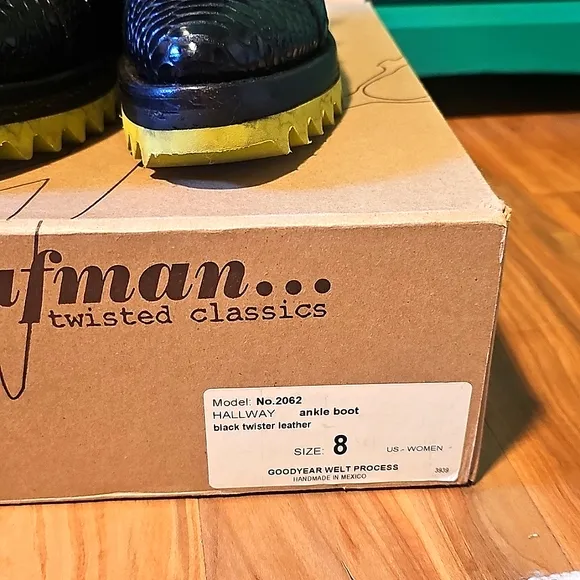 ufman...
twisted classics
Model: No.2062
HALLWAY ankle boot
black twister leather
SIZE: 8 US - WOMEN -
GOODYEAR WELT PROCESS
HANDMADE IN MEXICO 3939